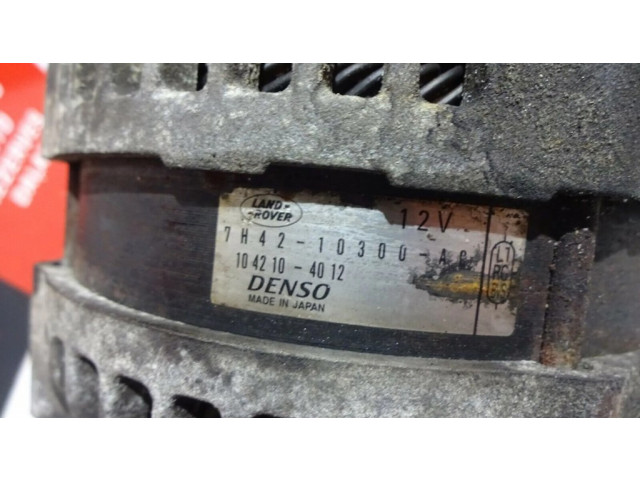 LAND-
ROVER
12V
7H42-10300-AC
104210-4012
DENSO
MADE IN JAPAN